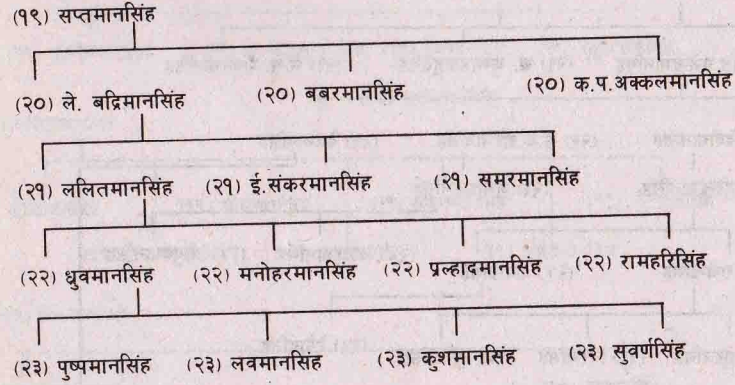 (१९) सप्तमानसिंह
(२०) ले. बद्रिमानसिंह (२०) बबरमानसिंह (२०) क.प.अक्कलमानसिंह
(२१) ललितमानसिंह (२१) ई.संकरमानसिंह (२१) समरमानसिंह
(२२) ध्रुवमानसिंह (२२) मनोहरमानसिंह (२२) प्रल्हादमानसिंह (२२) रामहरिसिंह
(२३) पुष्पमानसिंह (२३) लवमानसिंह (२३) कुशमानसिंह (२३) सुवर्णसिंह